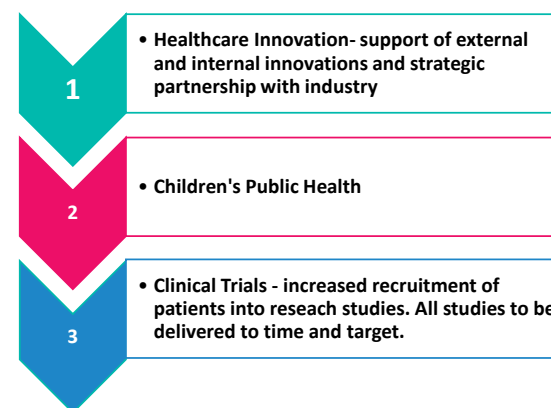 1
• Healthcare Innovation- support of external
and internal innovations and strategic
partnership with industry
2
• Children's Public Health
3
• Clinical Trials - increased recruitment of
patients into reseach studies. All studies to be
delivered to time and target.